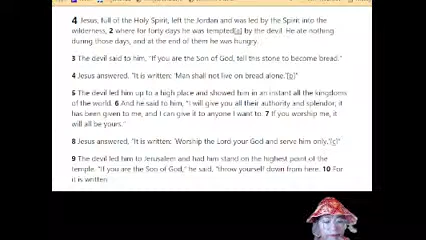 4 Jesus, full of the Holy Spirit, left the Jordan and was led by the Spirit into the
wilderness, 2 where for forty days he was tempted[a] by the devil. He ate nothing
during those days, and at the end of them he was hungry.
3 The devil said to him, "If you are the Son of God, tell this stone to become bread."
4 Jesus answered, "It is written: 'Man shall not live on bread alone.'[b]"
5 The devil led him up to a high place and showed him in an instant all the kingdoms
of the world. 6 And he said to him, "I will give you all their authority and splendor; it
has been given to me, and I can give it to anyone I want to. 7 If you worship me, it
will all be yours."
8 Jesus answered, "It is written: 'Worship the Lord your God and serve him only.'[c]"
9 The devil led him to Jerusalem and had him stand on the highest point of the
temple. "If you are the Son of God," he said, "throw yourself down from here. 10 For
it is written: